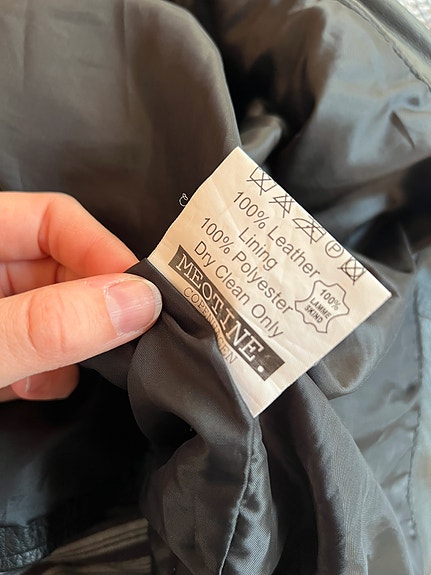 P
100% Leather
Lining
100% Polyester
Dry Clean Only
100%
LAMME
SKIND
MEOTINE.
COPENHAGEN